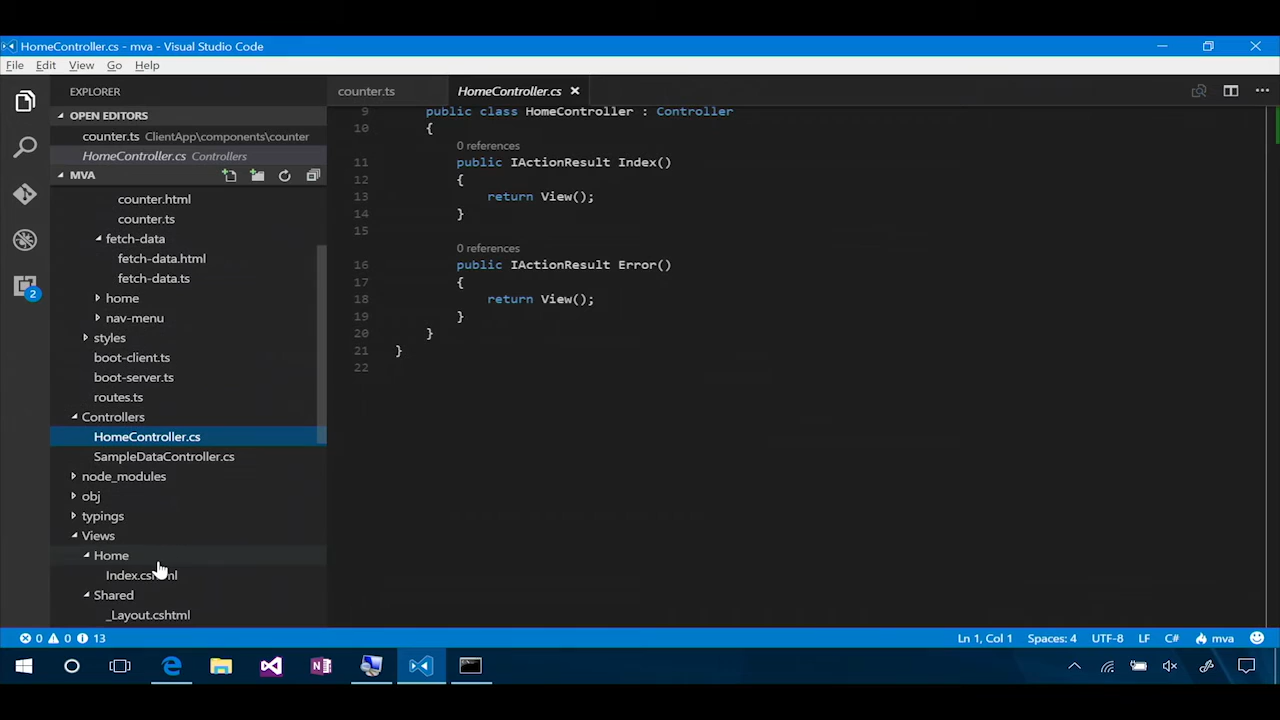 HomeController.cs - mva - Visual Studio Code
File Edit View Go Help
EXPLORER
OPEN EDITORS
counter.ts ClientApp\components\counter
HomeController.cs Controllers
MVA
counter.html
counter.ts
fetch-data
fetch-data.html
fetch-data.ts
home
nav-menu
styles
boot-client.ts
boot-server.ts
routes.ts
Controllers
HomeController.cs
SampleDataController.cs
node_modules
obj
typings
Views
Home
Index.cshtml
Shared
_Layout.cshtml
2
counter.ts HomeController.cs
9 public class HomeController : Controller
10 {
0 references
11 public IActionResult Index()
12 {
13 return View();
14 }
15
0 references
16 public IActionResult Error()
17 {
18 return View();
19 }
20 }
21 }
22
0 0 13 Ln 1, Col 1 Spaces: 4 UTF-8 LF C# mva